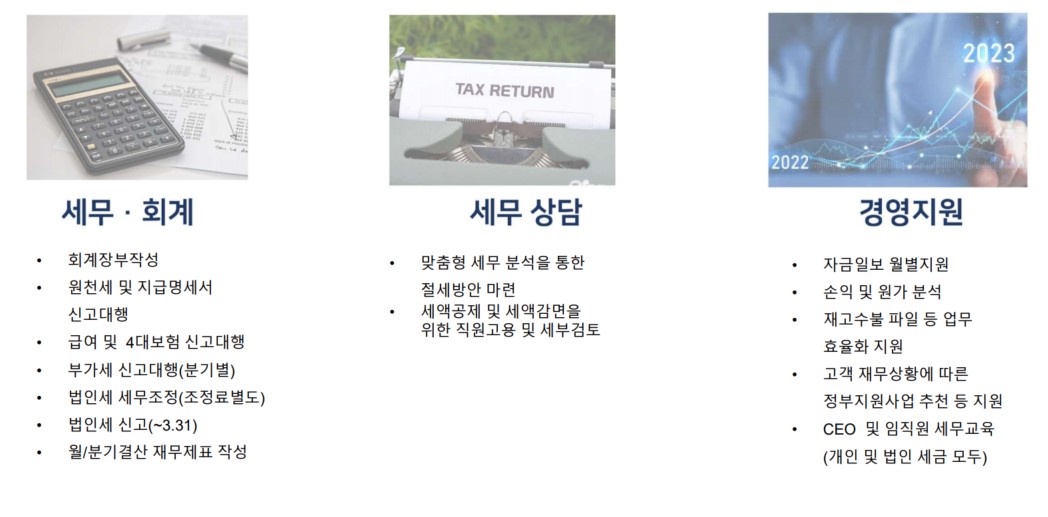 TAX RETURN
2023
2022
세무 · 회계
• 회계장부작성
• 원천세 및 지급명세서
신고대행
• 급여 및 4대보험 신고대행
• 부가세 신고대행(분기별)
• 법인세 세무조정(조정료별도)
• 법인세 신고(~3.31)
• 월/분기결산 재무제표 작성
세무 상담
• 맞춤형 세무 분석을 통한
절세방안 마련
• 세액공제 및 세액감면을
위한 직원고용 및 세부검토
경영지원
• 자금일보 월별지원
• 손익 및 원가 분석
• 재고수불 파일 등 업무
효율화 지원
• 고객 재무상황에 따른
정부지원사업 추천 등 지원
• CEO 및 임직원 세무교육
(개인 및 법인 세금 모두)